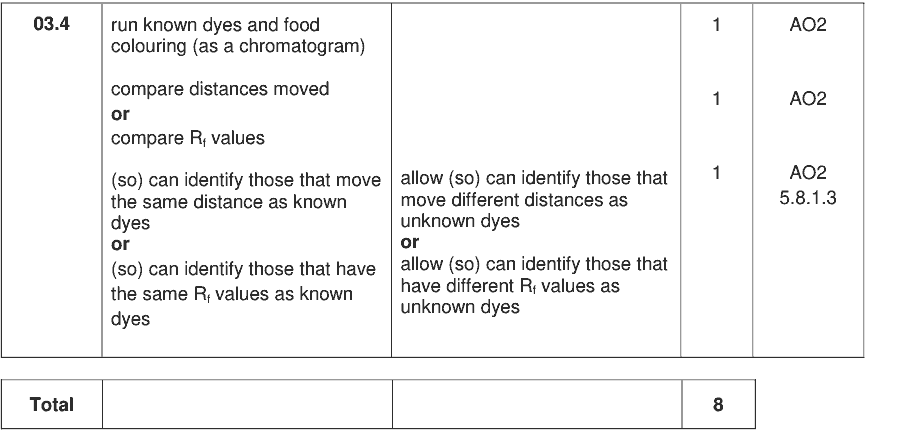 03.4
run known dyes and food
colouring (as a chromatogram)
1
AO2
compare distances moved
1
AO2
or
compare Rf values
(so) can identify those that move
the same distance as known
dyes
or
(so) can identify those that have
the same Rf values as known
dyes
allow (so) can identify those that
move different distances as
unknown dyes
or
allow (so) can identify those that
have different Rf values as
unknown dyes
1
AO2
5.8.1.3
Total
8